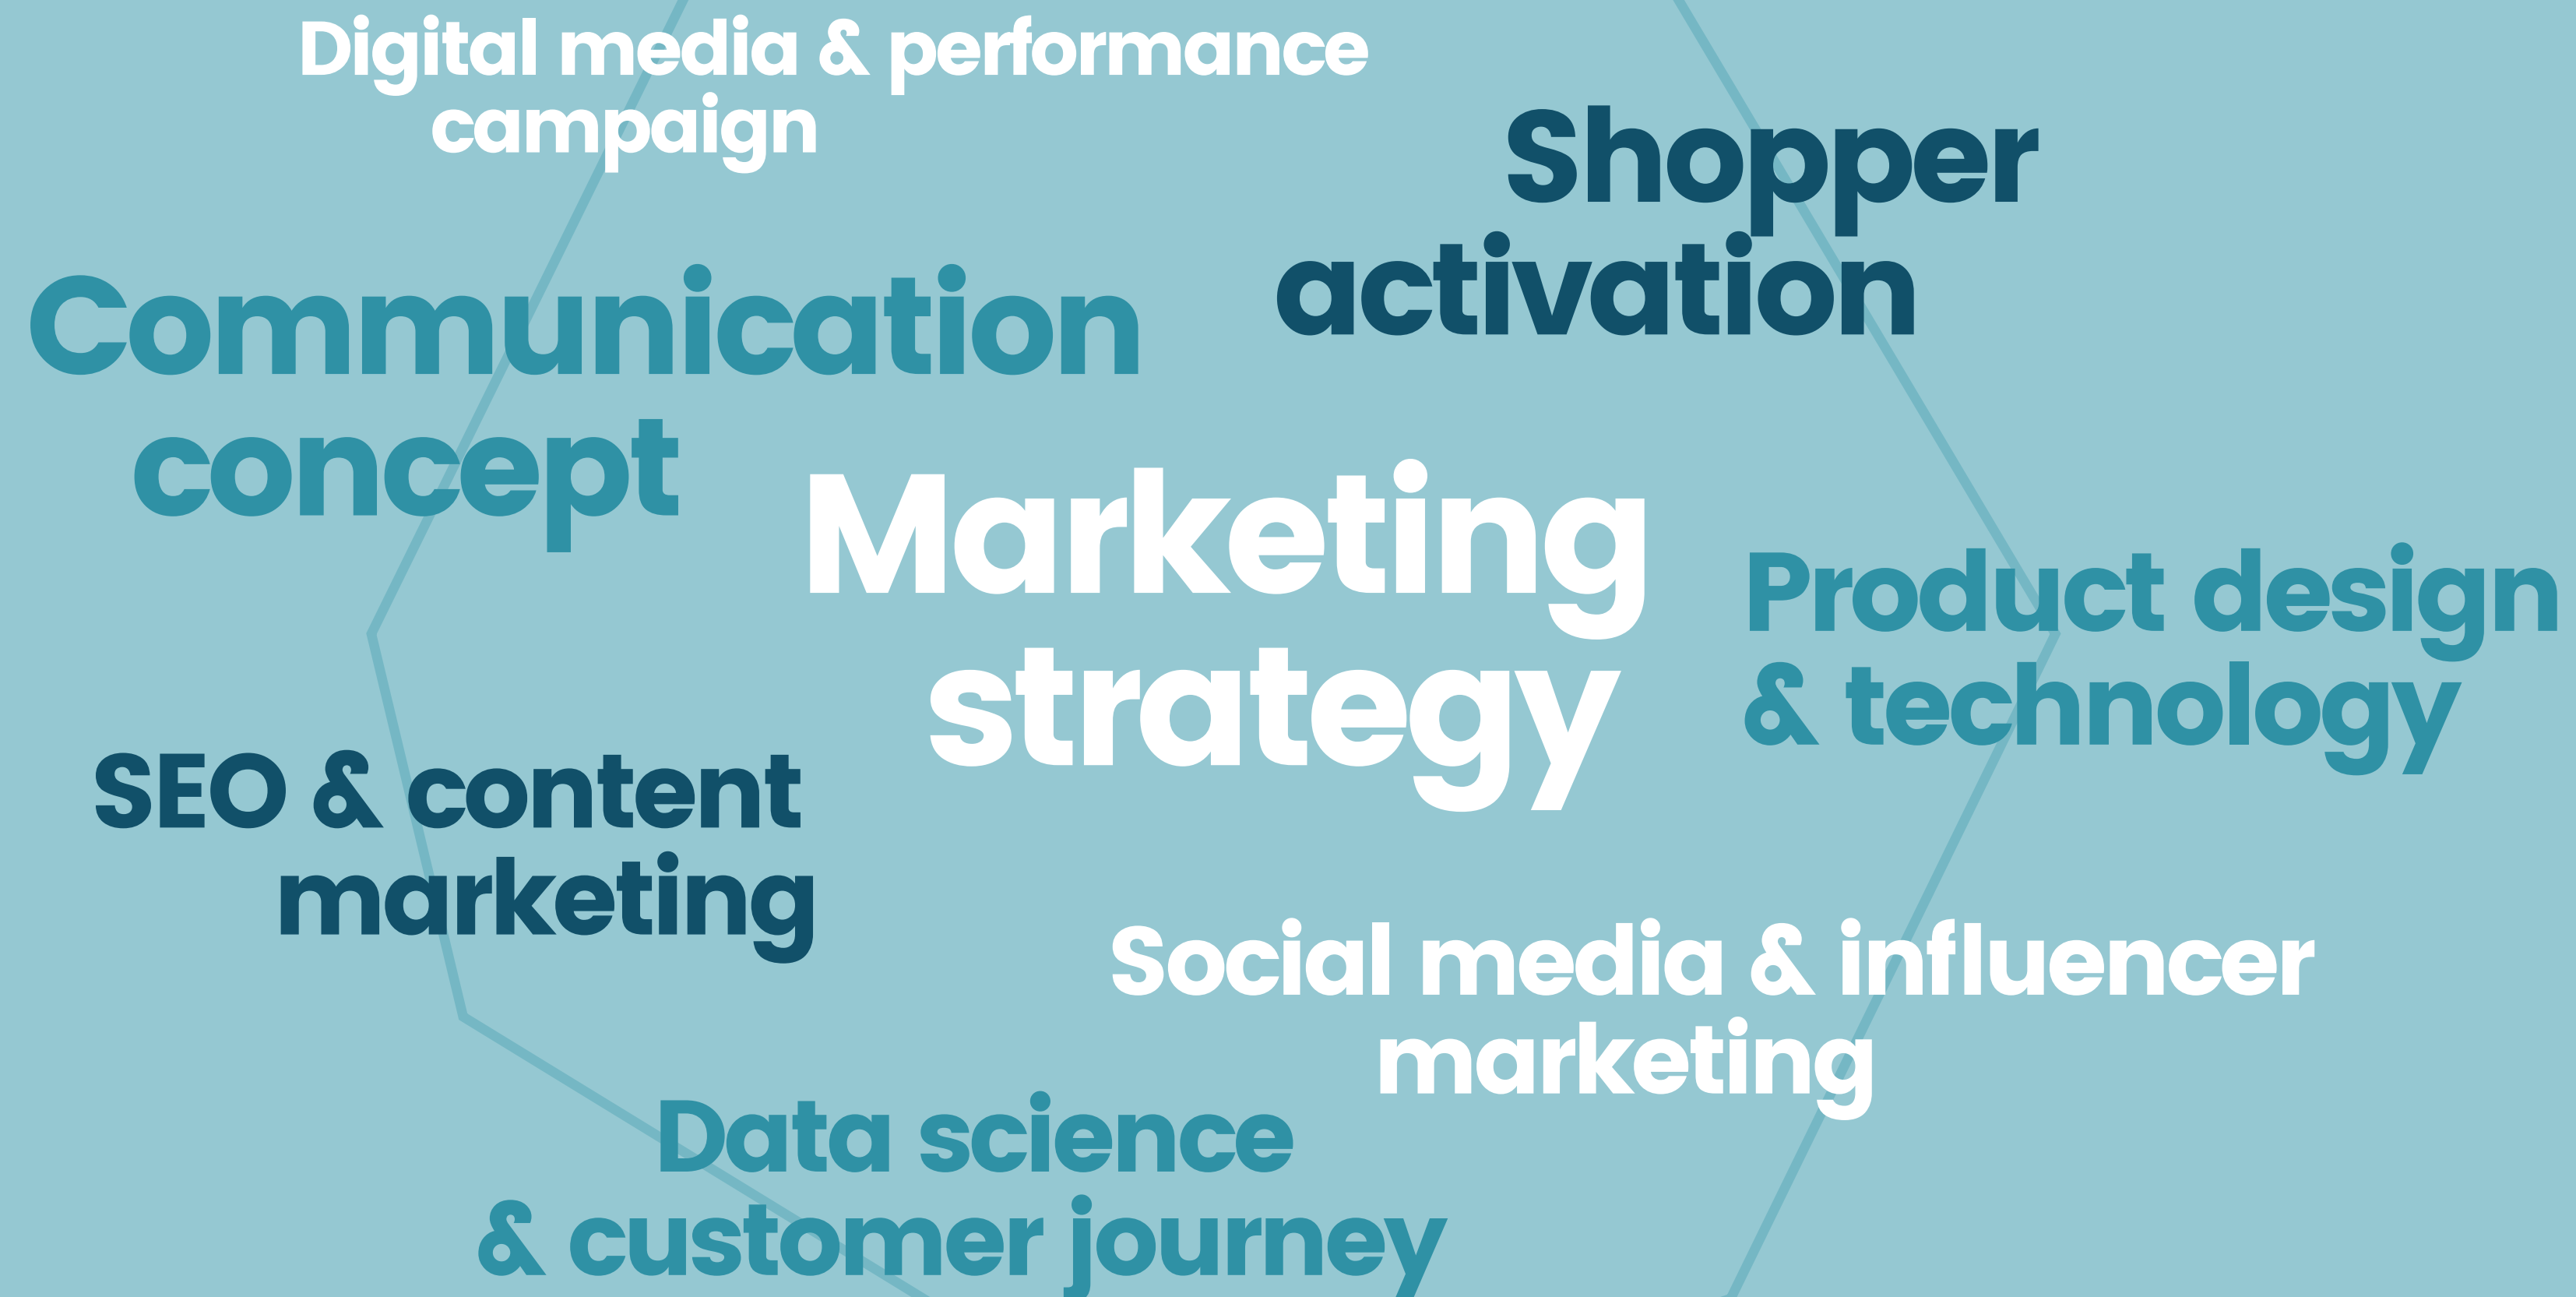 Digital media & performance
campaign
Shopper
activation
Communication
concept
Marketing
strategy
Product design
& technology
SEO & content
marketing
Social media & influencer
marketing
Data science
& customer journey